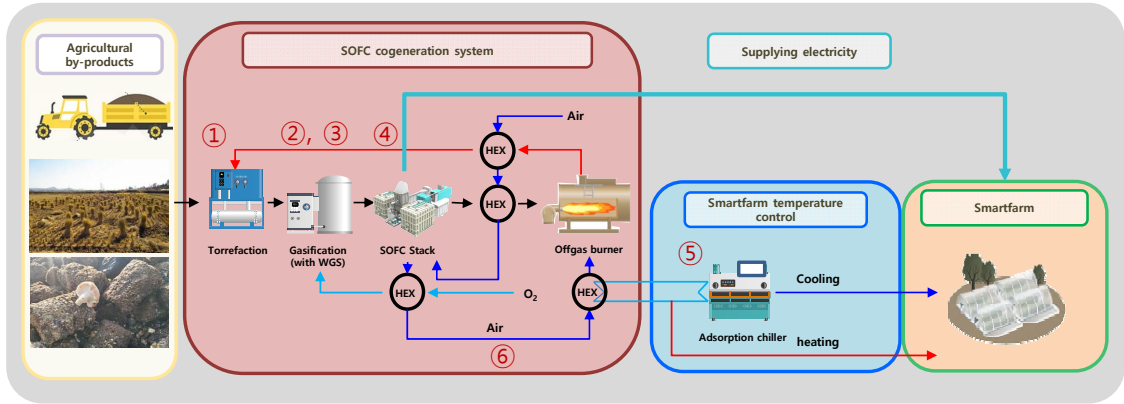 Agricultural
by-products
SOFC cogeneration system
Supplying electricity
①
②, ③
④
Air
HEX
HEX
Torrefaction
Gasification
(with WGS)
SOFC Stack
Offgas burner
HEX
O₂
HEX
Air
⑥
Smartfarm temperature
control
⑤
Adsorption chiller
Cooling
heating
Smartfarm